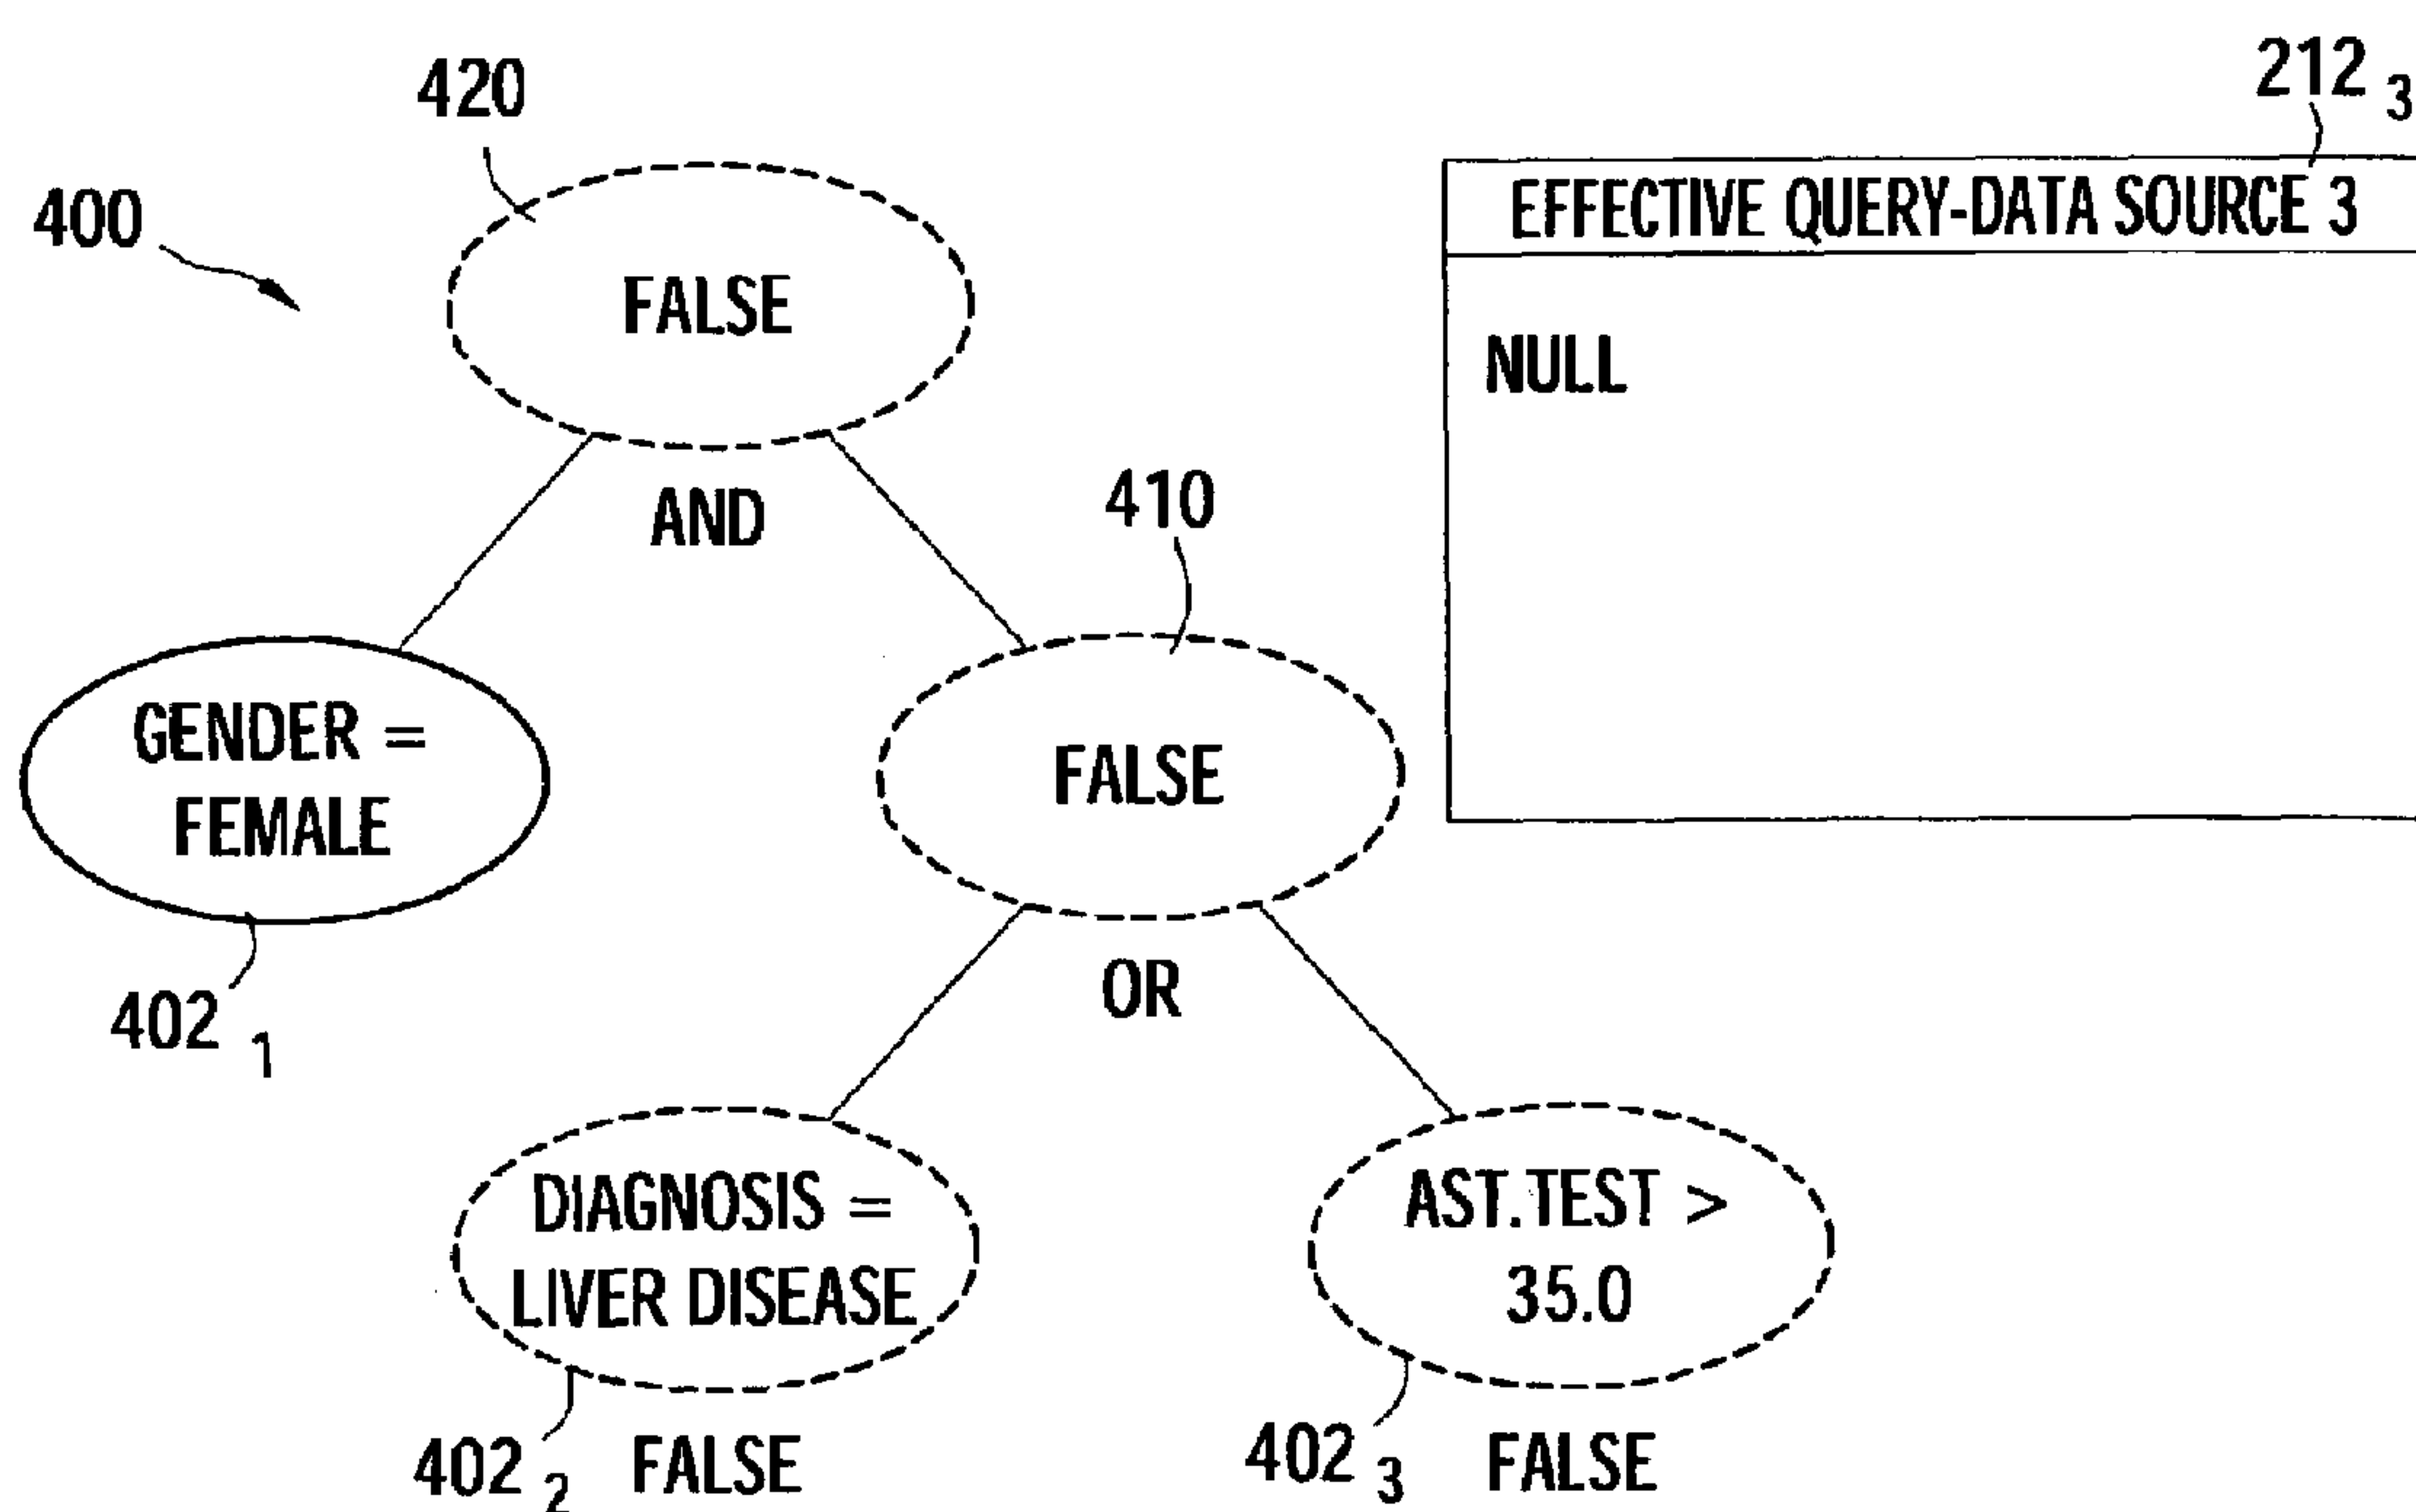 420
400
FALSE
AND
410
GENDER =
FEMALE
402 1
FALSE
OR
DIAGNOSIS =
LIVER DISEASE
402 2
FALSE
AST.TEST >
35.0
402 3
FALSE
212 3
EFFECTIVE QUERY-DATA SOURCE 3
NULL